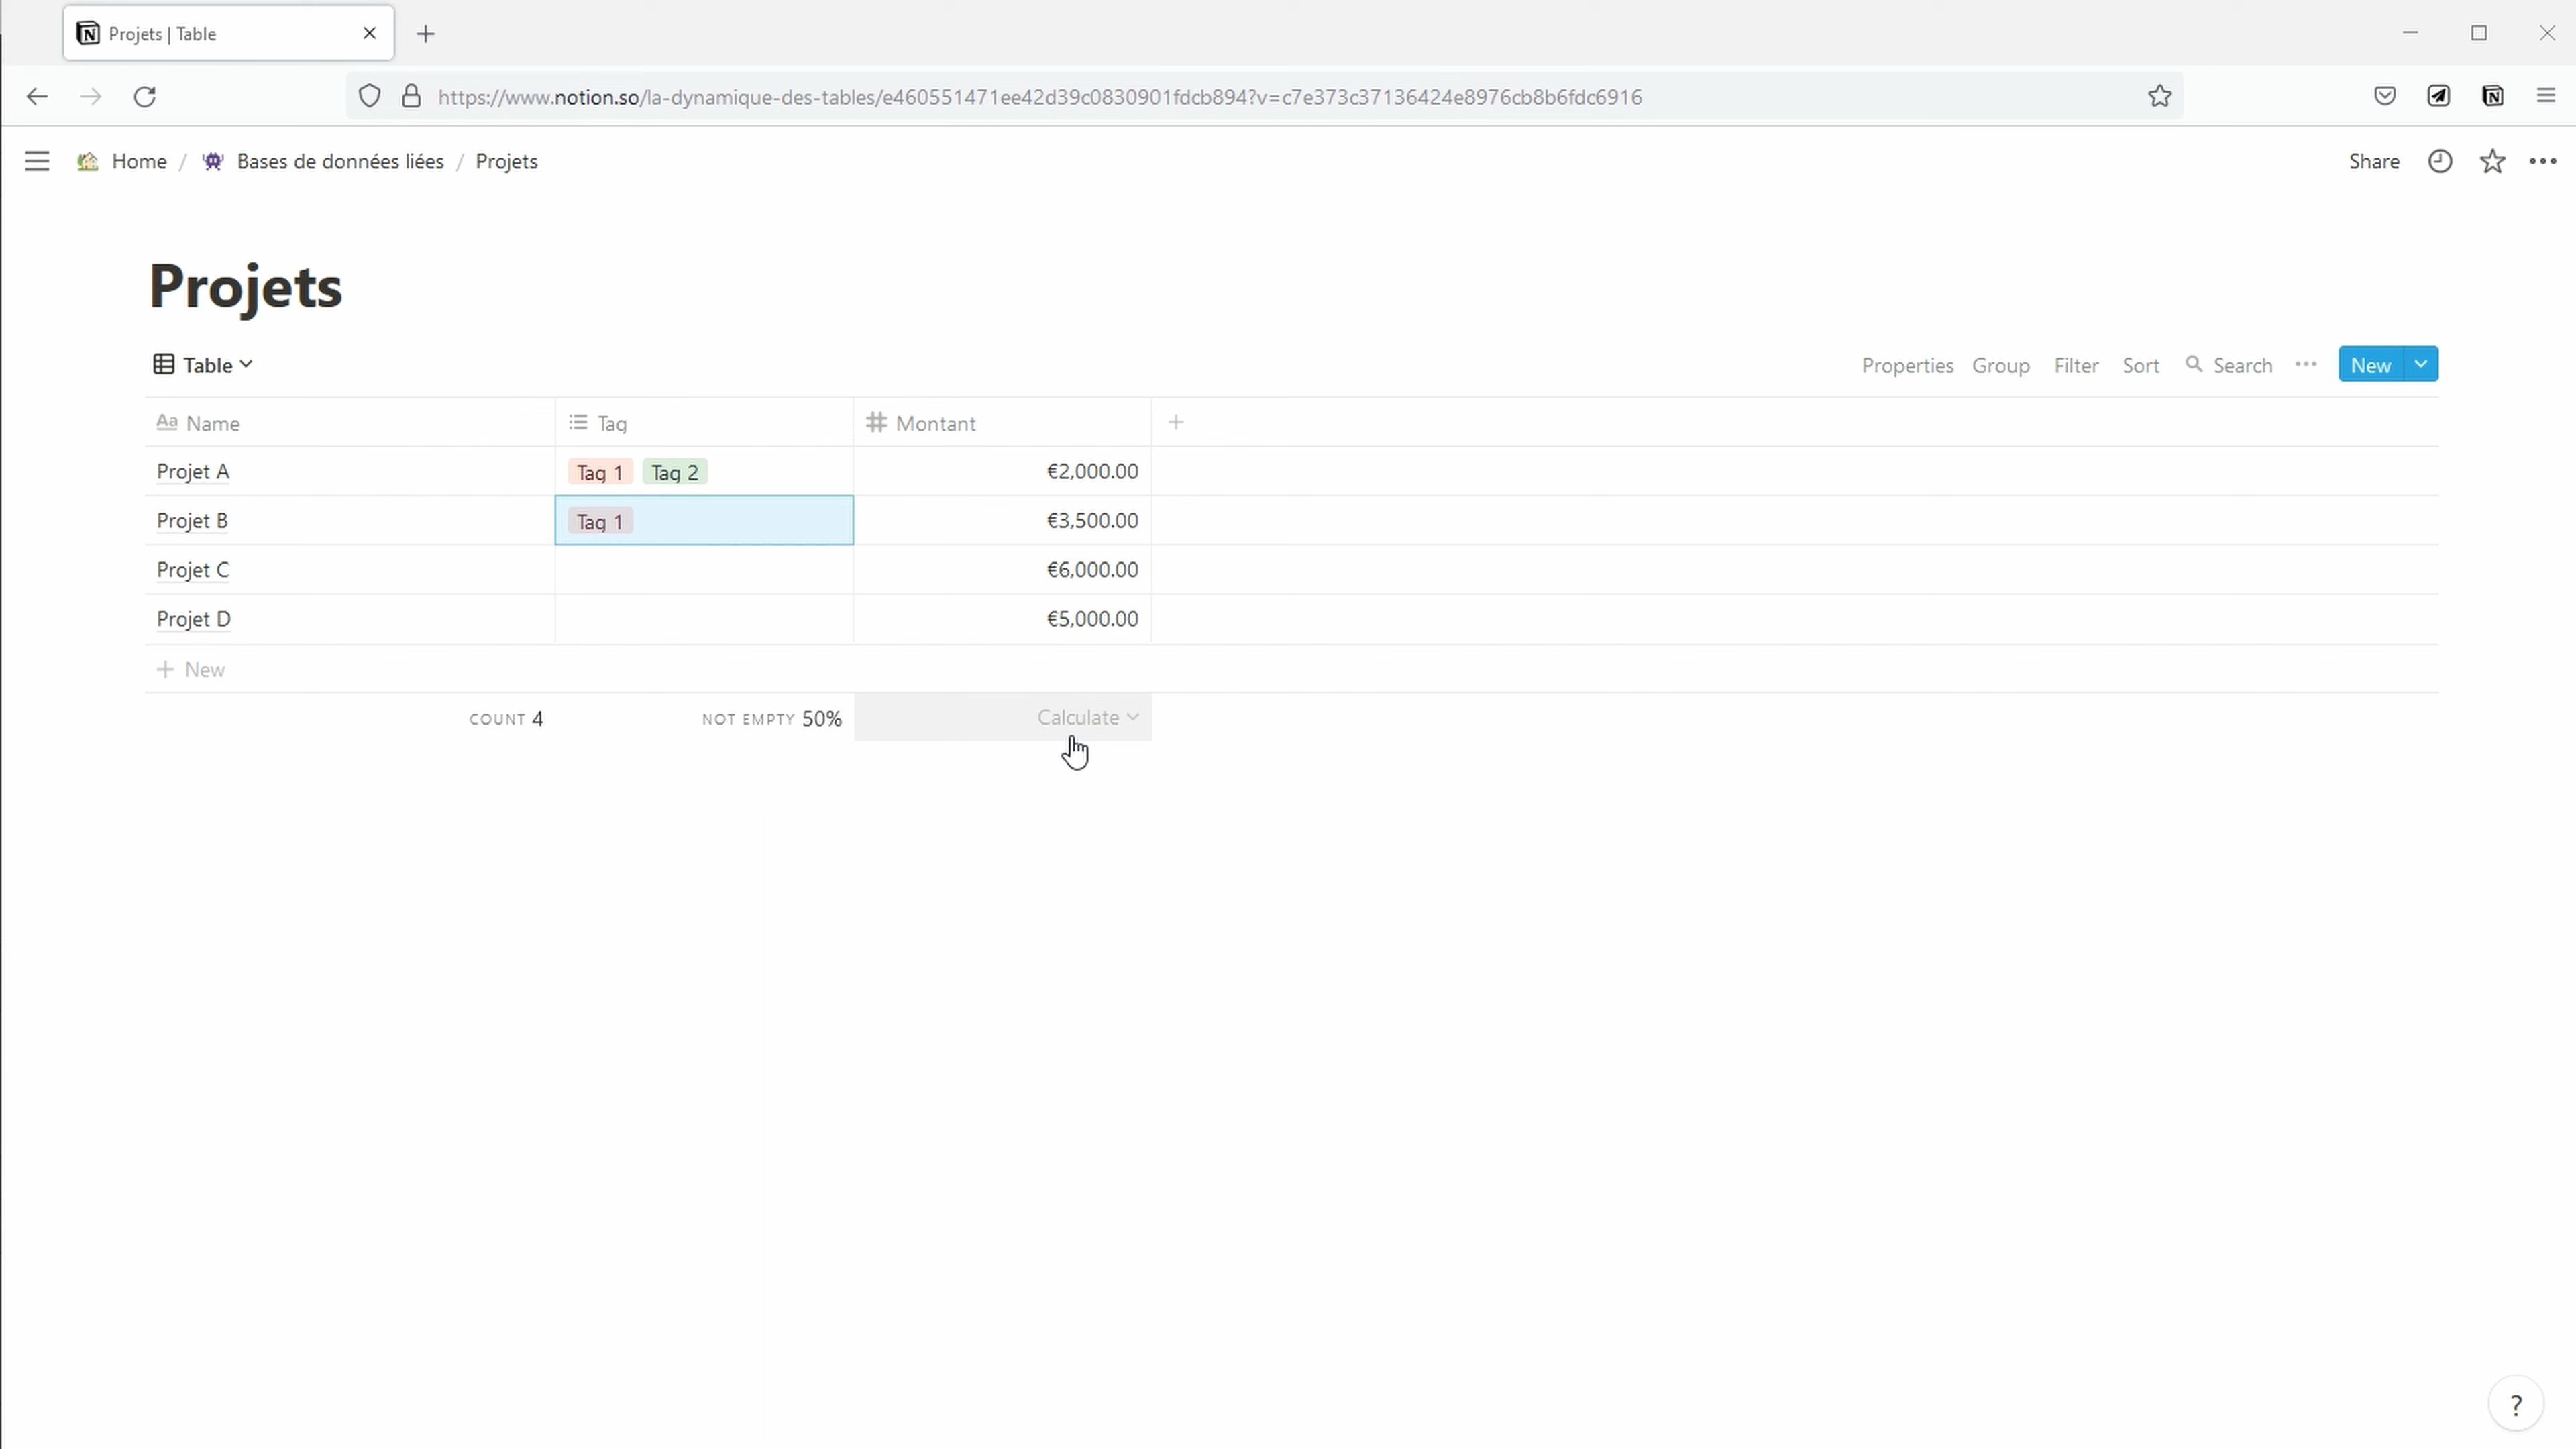 Projets | Table
https://www.notion.so/la-dynamique-des-tables/e460551471ee42d39c0830901fdcb894?v=c7e373c37136424e8976cb8b6fdc6916
Home / Bases de données liées / Projets
Share
Projets
Table
Properties Group Filter Sort Search New
Aa Name Tag Montant
Projet A Tag 1 Tag 2 €2,000.00
Projet B Tag 1 €3,500.00
Projet C €6,000.00
Projet D €5,000.00
+ New
COUNT 4 NOT EMPTY 50% Calculate
?